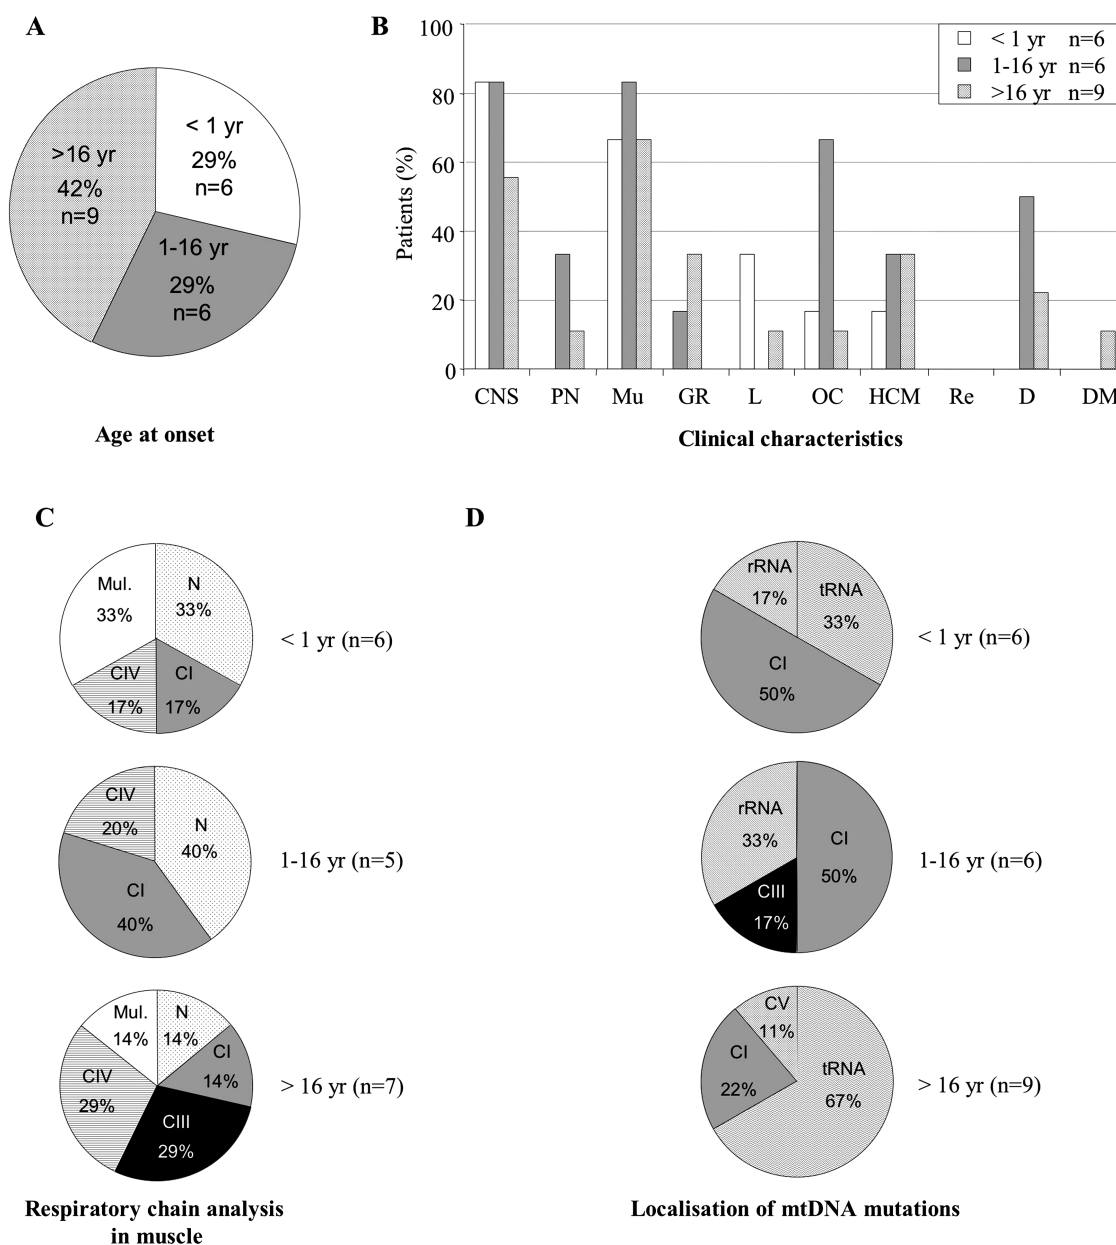 A
< 1 yr
29%
n=6
>16 yr
42%
n=9
1-16 yr
29%
n=6
Age at onset
B
Patients (%)
100
80
60
40
20
0
< 1 yr n=6
1-16 yr n=6
>16 yr n=9
CNS PN Mu GR L OC HCM Re D DM
Clinical characteristics
C
Mul.
33%
N
33%
CIV
17%
CI
17%
< 1 yr (n=6)
CIV
20%
N
40%
CI
40%
1-16 yr (n=5)
Mul.
14%
N
14%
CI
14%
CIV
29%
CIII
29%
> 16 yr (n=7)
Respiratory chain analysis
in muscle
D
rRNA
17%
tRNA
33%
CI
50%
< 1 yr (n=6)
rRNA
33%
CI
50%
CIII
17%
1-16 yr (n=6)
CV
11%
CI
22%
tRNA
67%
> 16 yr (n=9)
Localisation of mtDNA mutations